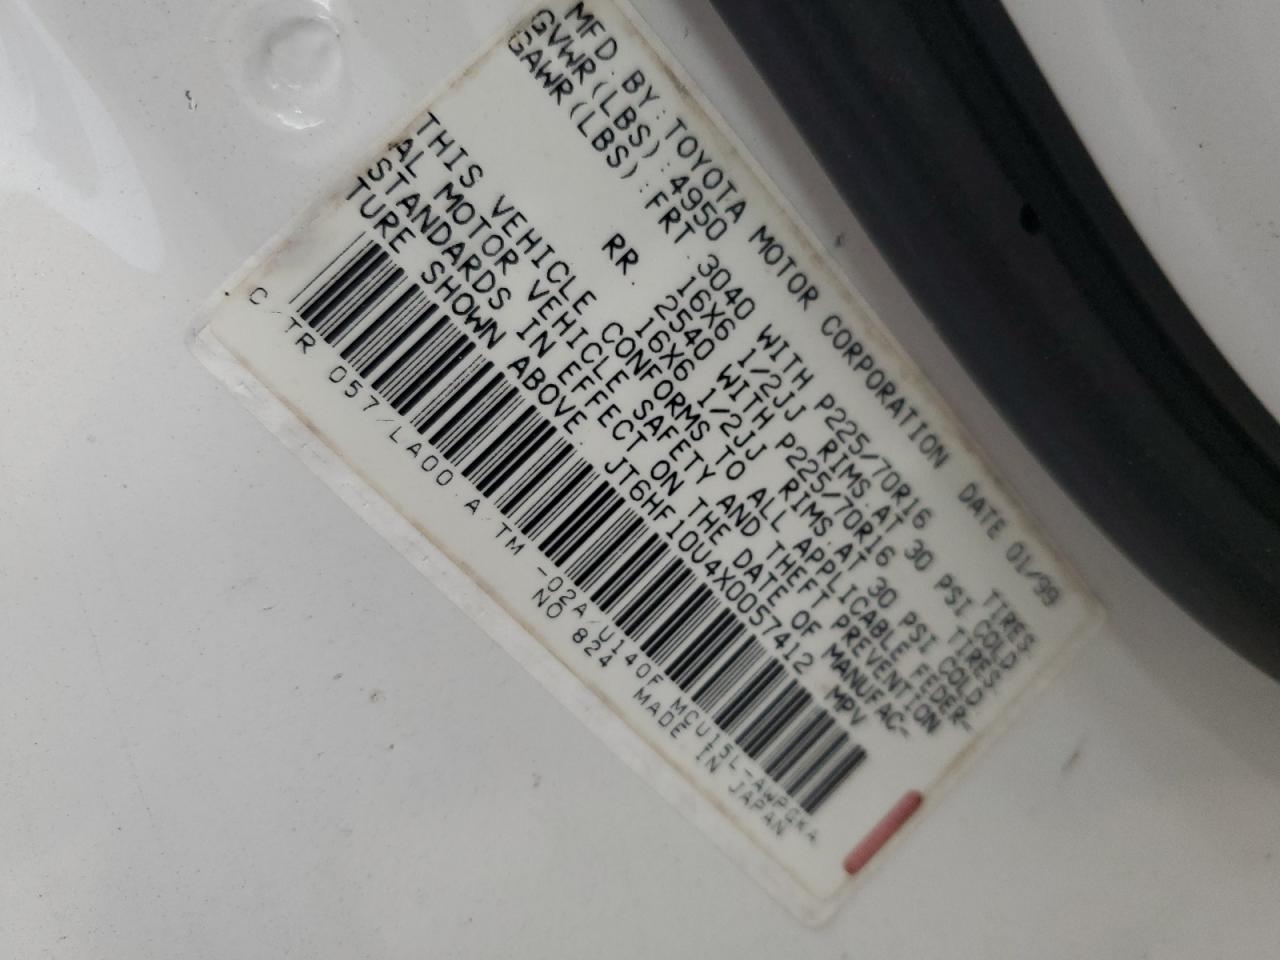 MFD. BY: TOYOTA MOTOR CORPORATION DATE 01/99
GVWR(LBS): 4950
GAWR(LBS): FRT. 3040 WITH P225/70R16 TIRES,
16X6 1/2JJ RIMS AT 30 PSI COLD.
RR. 2540 WITH P225/70R16 TIRES,
16X6 1/2JJ RIMS AT 30 PSI COLD.
THIS VEHICLE CONFORMS TO ALL APPLICABLE FEDER-
AL MOTOR VEHICLE SAFETY AND THEFT PREVENTION
STANDARDS IN EFFECT ON THE DATE OF MANUFAC-
TURE SHOWN ABOVE. JT6HF10U4X0057412 MPV
C/TR 057/LA00 A/TM -02A/U140F MCU15L-AWPGKA
NO 824 MADE IN JAPAN